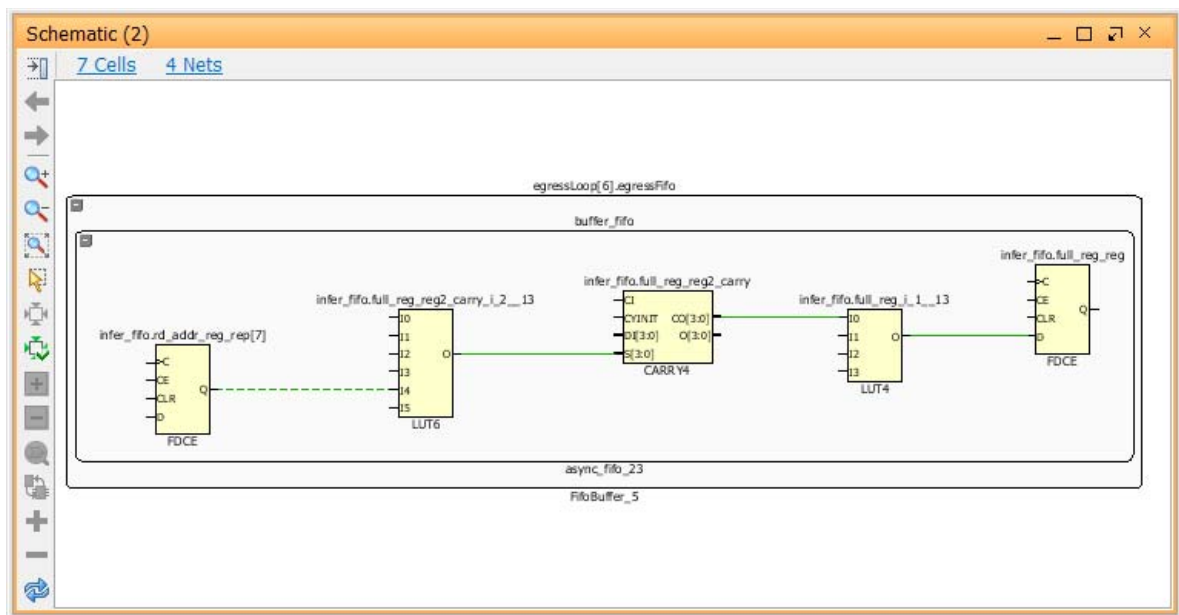 Schematic (2)
7 Cells 4 Nets
egressLoop[6].egressFifo
buffer_fifo
infer_fifo.full_reg_reg
C
CE
CLR
D
Q
FDCE
infer_fifo.full_reg_reg2_carry
CI
CYINIT CO[3:0]
DI[3:0] O[3:0]
S[3:0]
CARRY4
infer_fifo.full_reg_reg2_carry_i_2__13
I0
I1
I2 O
I3
I4
I5
LUT6
infer_fifo.full_reg_i_1__13
I0
I1 O
I2
I3
LUT4
infer_fifo.rd_addr_reg_rep[7]
C
CE
CLR Q
D
FDCE
async_fifo_23
FifoBuffer_5